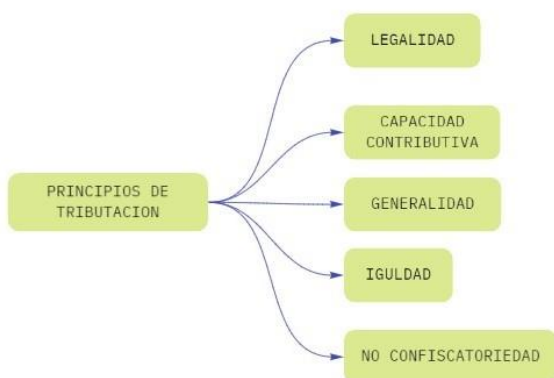 PRINCIPIOS DE
TRIBUTACION
LEGALIDAD
CAPACIDAD
CONTRIBUTIVA
GENERALIDAD
IGULDAD
NO CONFISCATORIEDAD